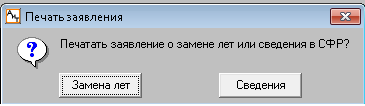 Печать заявления
Печатать заявление о замене лет или сведения в СФР?
Замена лет
Сведения